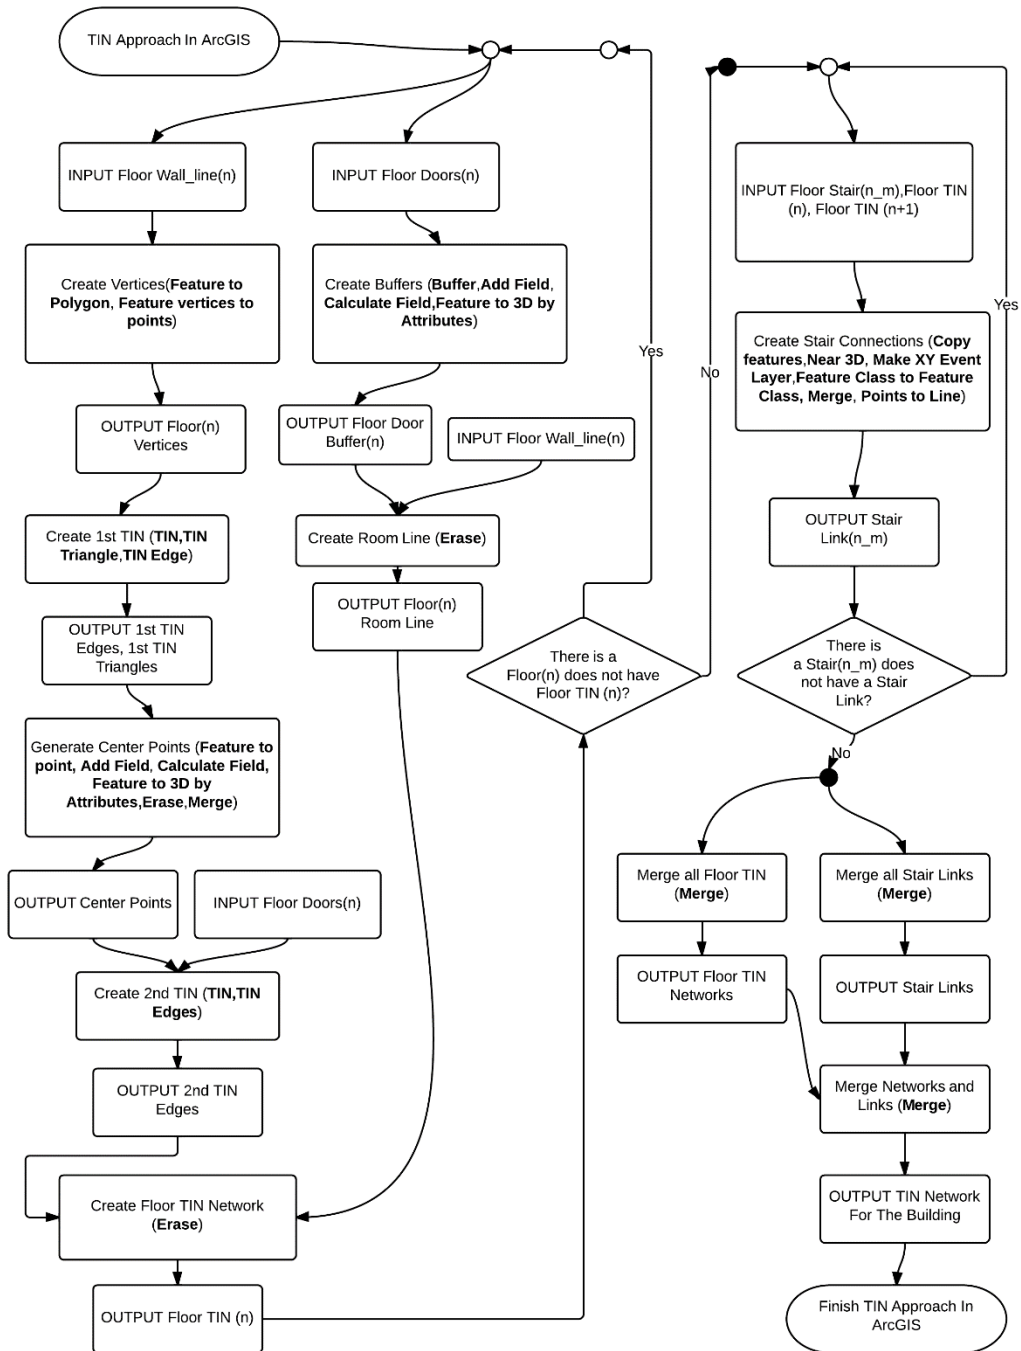 TIN Approach In ArcGIS
INPUT Floor Wall_line(n)
Create Vertices(Feature to
Polygon, Feature vertices to
points)
OUTPUT Floor(n)
Vertices
Create 1st TIN (TIN,TIN
Triangle,TIN Edge)
OUTPUT 1st TIN
Edges, 1st TIN
Triangles
Generate Center Points (Feature to
point, Add Field, Calculate Field,
Feature to 3D by
Attributes,Erase,Merge)
OUTPUT Center Points
INPUT Floor Doors(n)
Create 2nd TIN (TIN,TIN
Edges)
OUTPUT 2nd TIN
Edges
Create Floor TIN Network
(Erase)
OUTPUT Floor TIN (n)
INPUT Floor Doors(n)
Create Buffers (Buffer,Add Field,
Calculate Field,Feature to 3D by
Attributes)
OUTPUT Floor Door
Buffer(n)
INPUT Floor Wall_line(n)
Create Room Line (Erase)
OUTPUT Floor(n)
Room Line
There is a
Floor(n) does not have
Floor TIN (n)?
Yes
No
INPUT Floor Stair(n_m),Floor TIN
(n), Floor TIN (n+1)
Create Stair Connections (Copy
features,Near 3D, Make XY Event
Layer,Feature Class to Feature
Class, Merge, Points to Line)
OUTPUT Stair
Link(n_m)
There is
a Stair(n_m) does
not have a Stair
Link?
Yes
No
Merge all Floor TIN
(Merge)
OUTPUT Floor TIN
Networks
Merge all Stair Links
(Merge)
OUTPUT Stair Links
Merge Networks and
Links (Merge)
OUTPUT TIN Network
For The Building
Finish TIN Approach In
ArcGIS